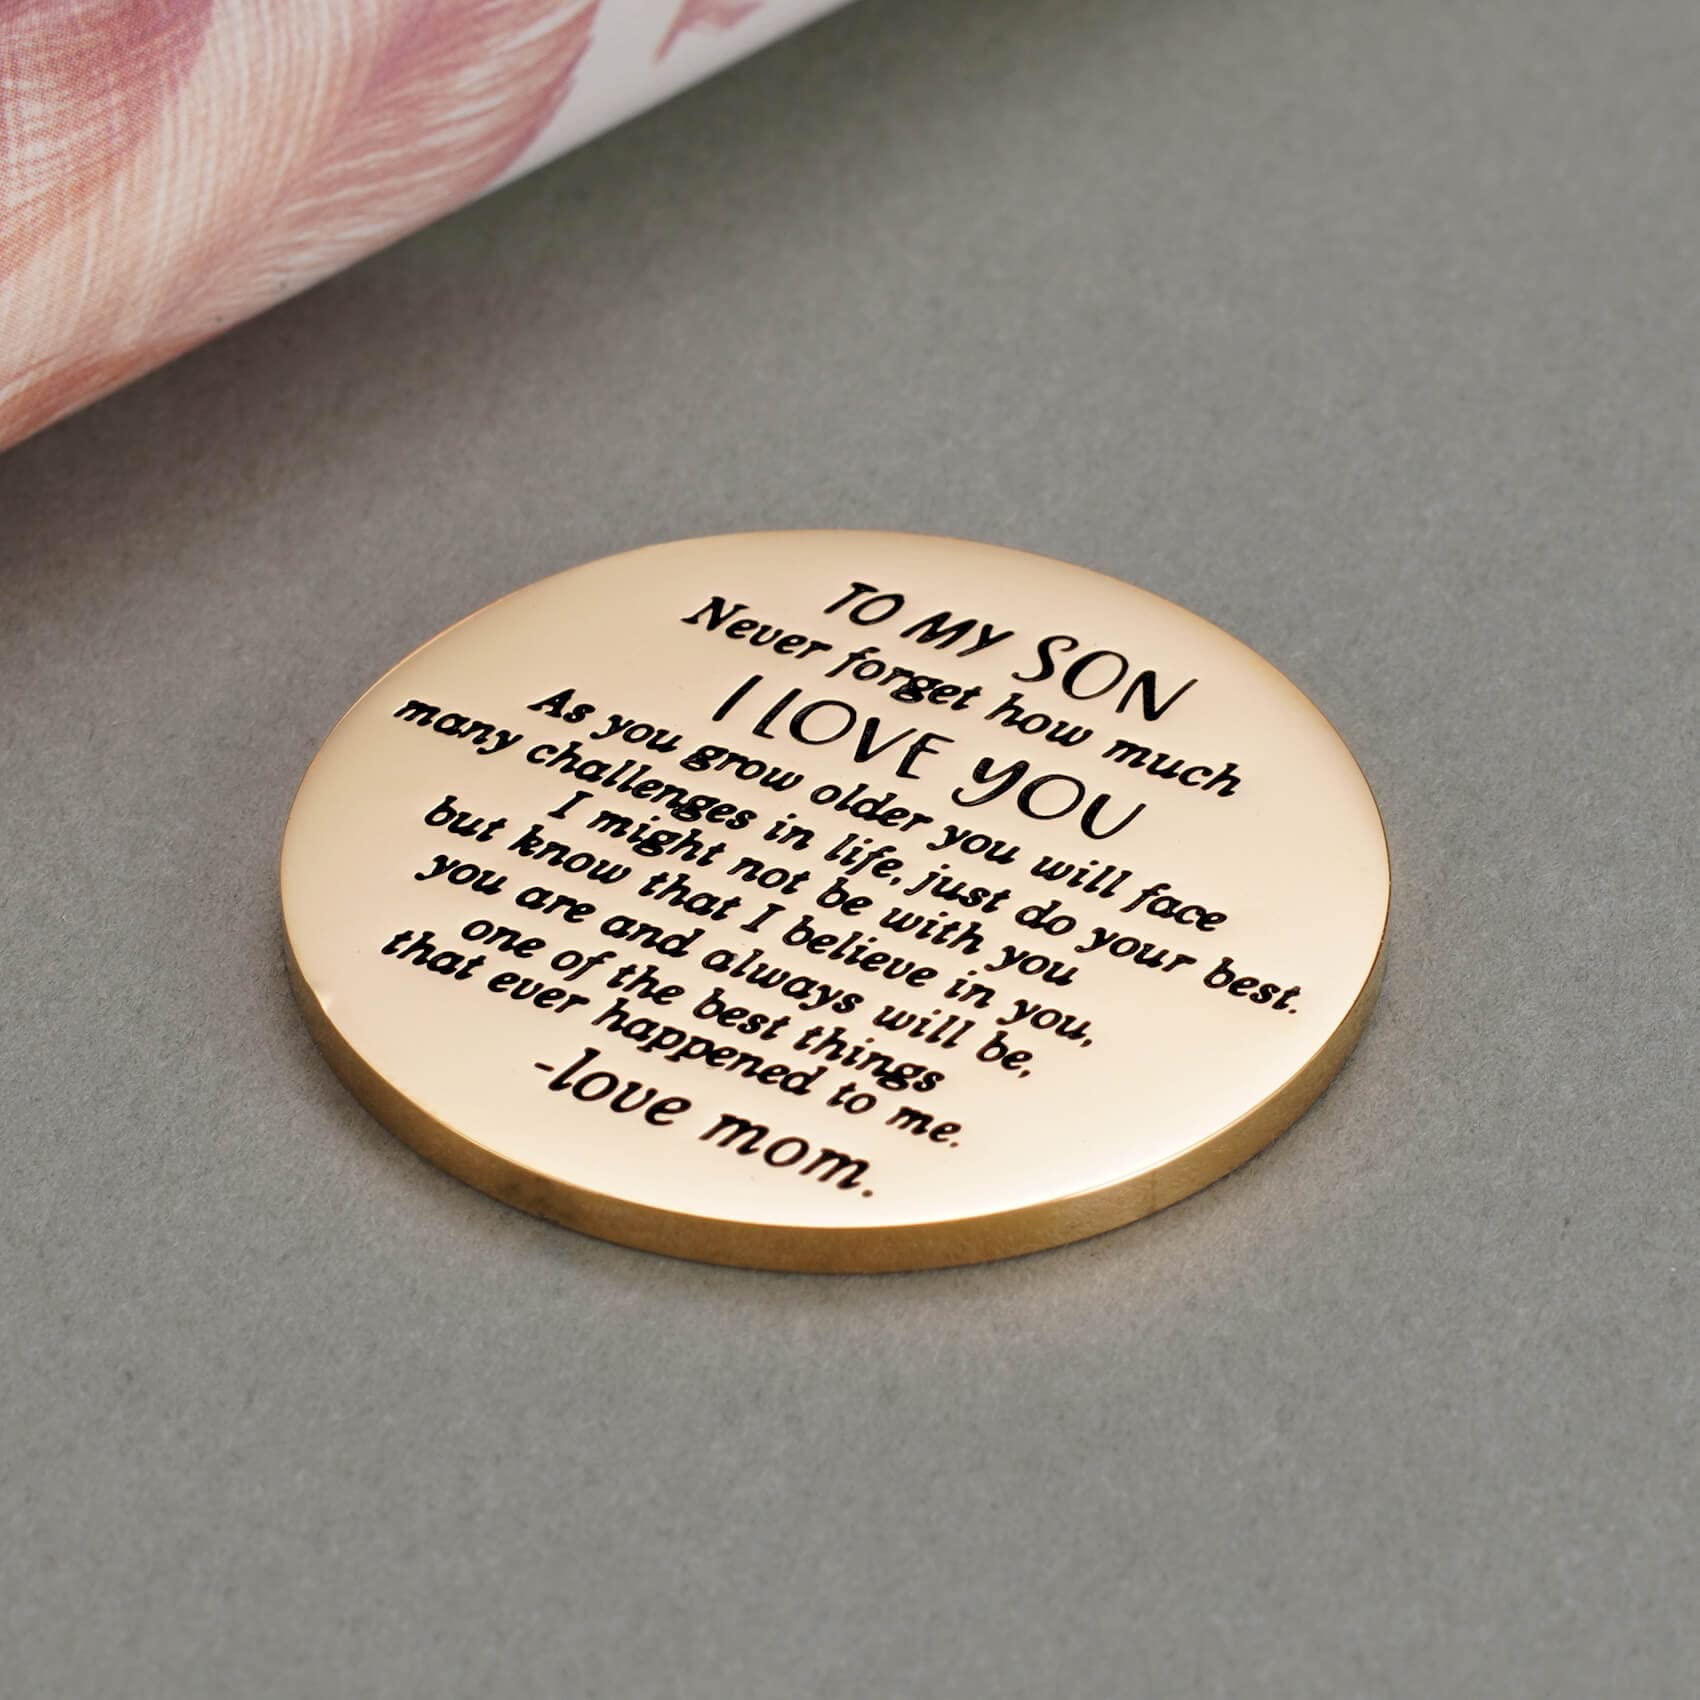 TO MY SON
Never forget how much
I LOVE YOU
As you grow older you will face
many challenges in life, just do your best.
I might not be with you
but know that I believe in you,
you are and always will be,
one of the best things
that ever happened to me.
-love mom.